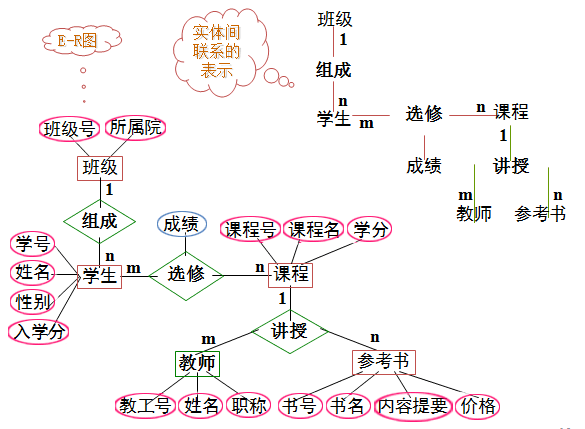 E-R图
实体间
联系的
表示
班级
1
组成
n
学生
m
选修
n
课程
成绩
1
讲授
m
n
教师
参考书
班级号
所属院
班级
1
组成
n
成绩
课程号
课程名
学分
学号
姓名
性别
入学分
学生
m
选修
n
课程
1
讲授
m
n
教师
参考书
教工号
姓名
职称
书号
书名
内容提要
价格